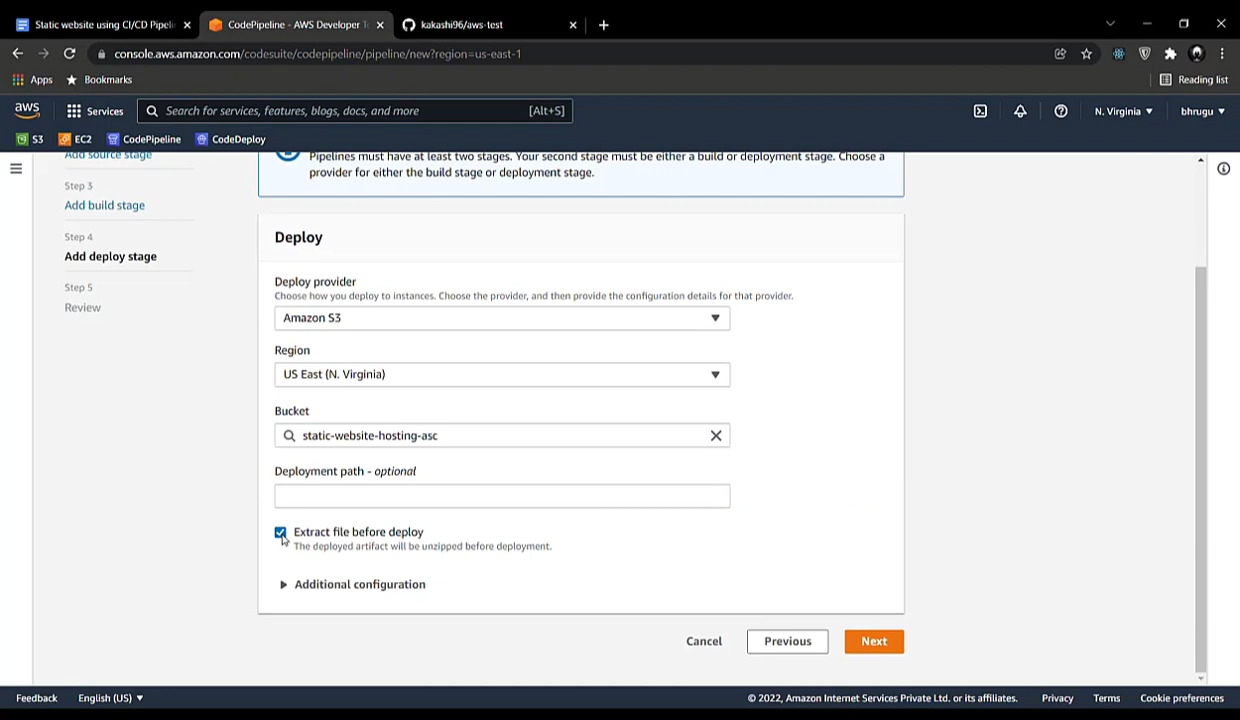 Static website using CI/CD Pipeli
CodePipeline - AWS Developer To
kakashi96/aws-test
console.aws.amazon.com/codesuite/codepipeline/pipeline/new?region=us-east-1
Apps
Bookmarks
Reading list
aws
Services
Search for services, features, blogs, docs, and more
[Alt+S]
N. Virginia
bhrugu
S3
EC2
CodePipeline
CodeDeploy
Add source stage
Step 3
Add build stage
Step 4
Add deploy stage
Step 5
Review
Pipelines must have at least two stages. Your second stage must be either a build or deployment stage. Choose a
provider for either the build stage or deployment stage.
Deploy
Deploy provider
Choose how you deploy to instances. Choose the provider, and then provide the configuration details for that provider.
Amazon S3
Region
US East (N. Virginia)
Bucket
static-website-hosting-asc
Deployment path - optional
Extract file before deploy
The deployed artifact will be unzipped before deployment.
Additional configuration
Cancel
Previous
Next
Feedback
English (US)
© 2022, Amazon Internet Services Private Ltd. or its affiliates.
Privacy
Terms
Cookie preferences